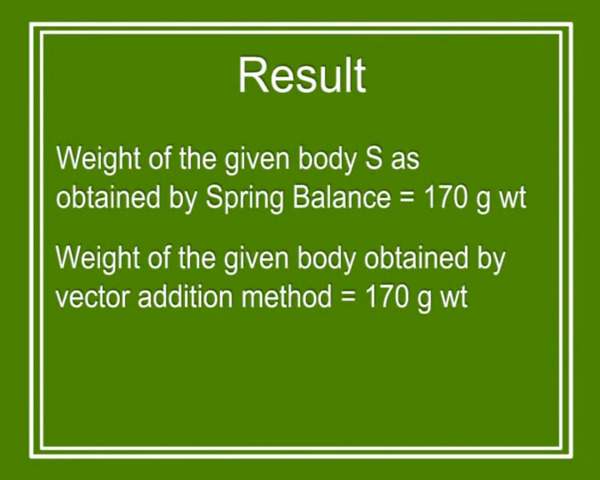 Result
Weight of the given body S as
obtained by Spring Balance = 170 g wt
Weight of the given body obtained by
vector addition method = 170 g wt